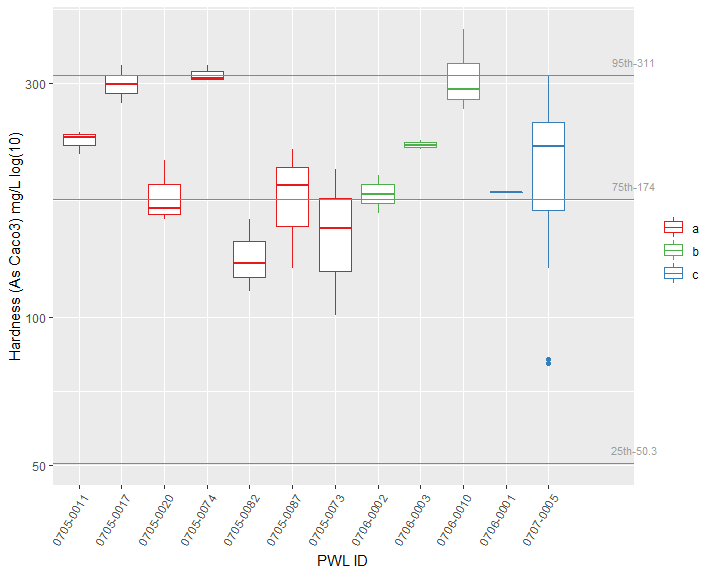 95th-311
300
75th-174
100
25th-50.3
50
Hardness (As Caco3) mg/L log(10)
a
b
c
0705-0011
0705-0017
0705-0020
0705-0074
0705-0082
0705-0087
0705-0073
0706-0002
0706-0003
0706-0010
0706-0001
0707-0005
PWL ID